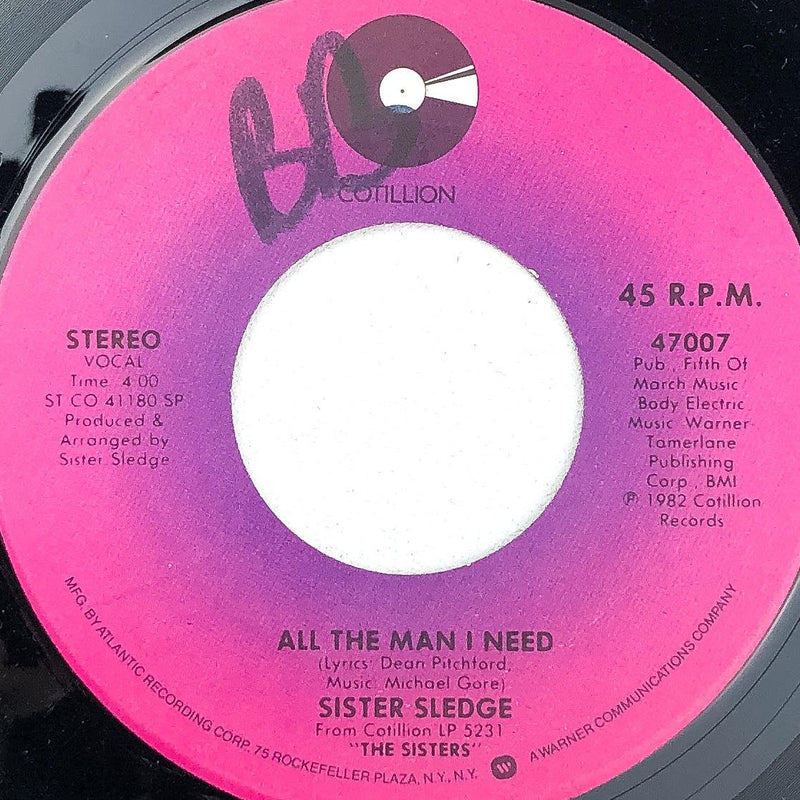 COTILLION
45 R.P.M.
STEREO
VOCAL
Time 4:00
ST CO 41180 SP
Produced &
Arranged by
Sister Sledge
47007
Pub., Fifth Of
March Music/
Body Electric
Music Warner-
Tamerlane
Publishing
Corp., BMI
℗ 1982 Cotillion
Records
ALL THE MAN I NEED
(Lyrics: Dean Pitchford,
Music: Michael Gore)
SISTER SLEDGE
From Cotillion LP 5231
"THE SISTERS"
MFG. BY ATLANTIC RECORDING CORP. 75 ROCKEFELLER PLAZA, N.Y., N.Y. A WARNER COMMUNICATIONS COMPANY